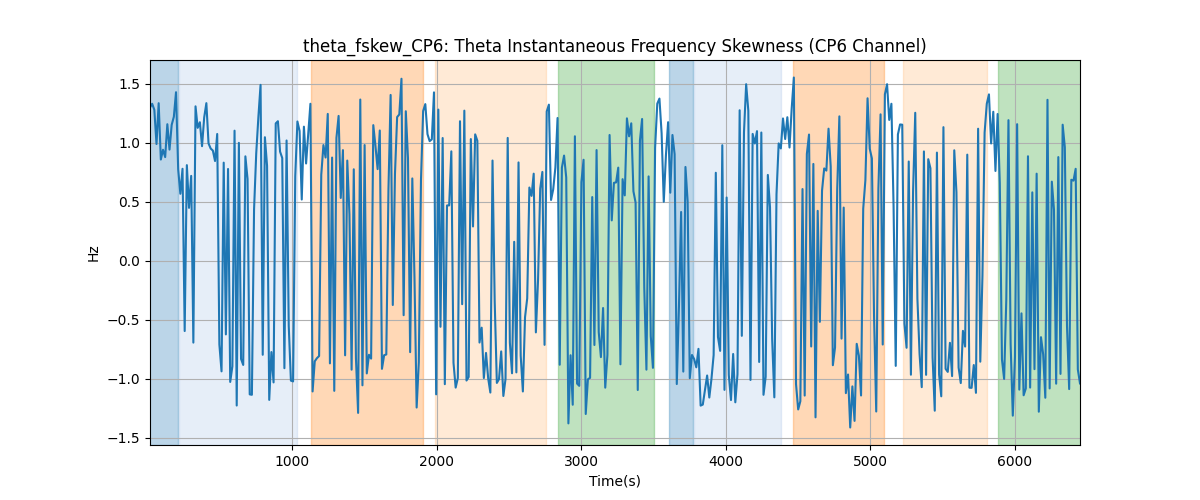 theta_fskew_CP6: Theta Instantaneous Frequency Skewness (CP6 Channel)
1.5
1.0
0.5
0.0
−0.5
−1.0
−1.5
Hz
1000 2000 3000 4000 5000 6000
Time(s)